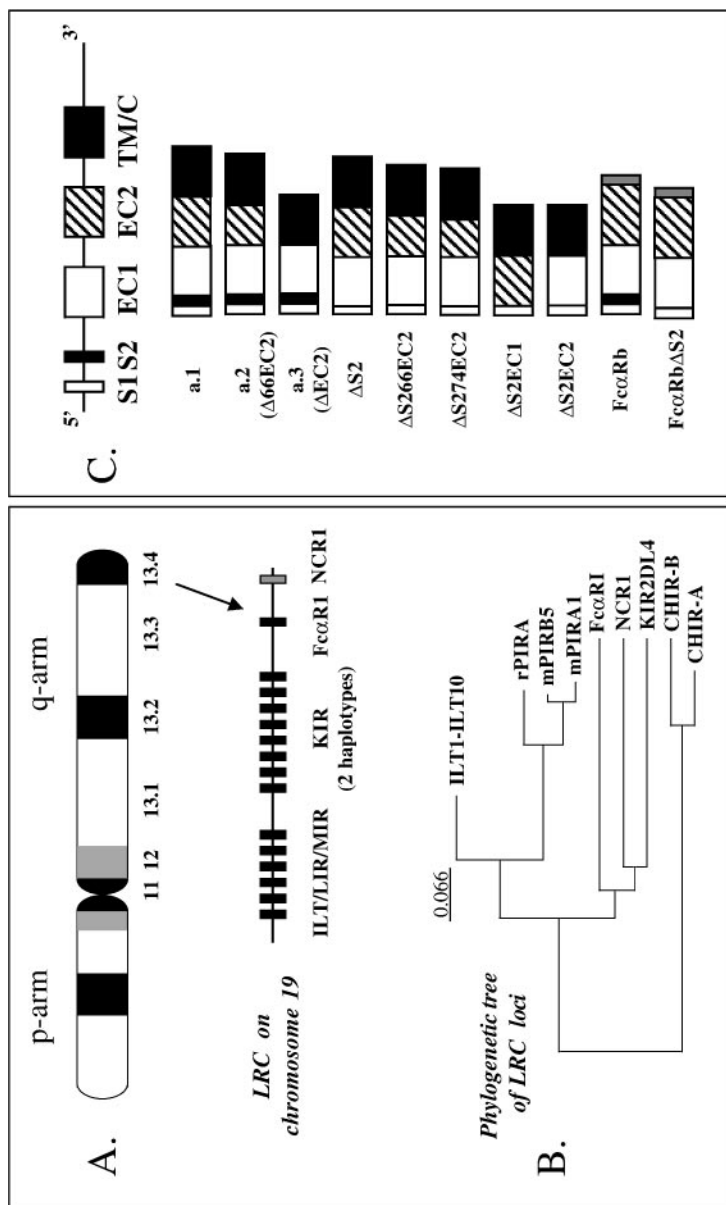 A.
p-arm
q-arm
11 12
13.1
13.2
13.3
13.4
LRC on
chromosome 19
ILT/LIR/MIR
KIR
(2 haplotypes)
FcαR1 NCR1
B.
Phylogenetic tree
of LRC loci
0.066
ILT1-ILT10
rPIRA
mPIRB5
mPIRA1
FcαRI
NCR1
KIR2DL4
CHIR-B
CHIR-A
C.
5’
3’
S1S2
EC1
EC2
TM/C
a.1
a.2
(Δ66EC2)
a.3
(ΔEC2)
ΔS2
ΔS266EC2
ΔS274EC2
ΔS2EC1
ΔS2EC2
FcαRb
FcαRbΔS2